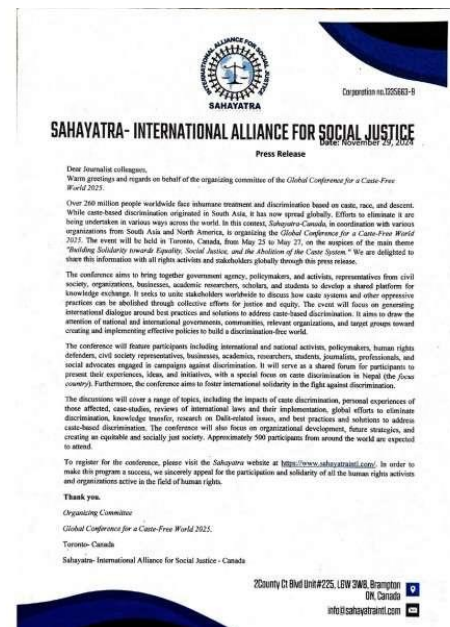 INTERNATIONAL ALLIANCE FOR SOCIAL JUSTICE
SAHAYATRA
Corporation no.1335663-9
SAHAYATRA- INTERNATIONAL ALLIANCE FOR SOCIAL JUSTICE
Date: November 29, 2024
Press Release
Dear Journalist colleagues,
Warm greetings and regards on behalf of the organizing committee of the Global Conference for a Caste-Free
World 2025.
Over 260 million people worldwide face inhumane treatment and discrimination based on caste, race, and descent.
While caste-based discrimination originated in South Asia, it has now spread globally. Efforts to eliminate it are
being undertaken in various ways across the world. In this context, Sahayatra-Canada, in coordination with various
organizations from South Asia and North America, is organizing the Global Conference for a Caste-Free World
2025. The event will be held in Toronto, Canada, from May 25 to May 27, on the auspices of the main theme
"Building Solidarity towards Equality, Social Justice, and the Abolition of the Caste System." We are delighted to
share this information with all rights activists and stakeholders globally through this press release.
The conference aims to bring together government agency, policymakers, and activists, representatives from civil
society, organizations, businesses, academic researchers, scholars, and students to develop a shared platform for
knowledge exchange. It seeks to unite stakeholders worldwide to discuss how caste systems and other oppressive
practices can be abolished through collective efforts for justice and equity. The event will focus on generating
international dialogue around best practices and solutions to address caste-based discrimination. It aims to draw the
attention of national and international governments, communities, relevant organizations, and target groups toward
creating and implementing effective policies to build a discrimination-free world.
The conference will feature participants including international and national activists, policymakers, human rights
defenders, civil society representatives, businesses, academics, researchers, students, journalists, professionals, and
social advocates engaged in campaigns against discrimination. It will serve as a shared forum for participants to
present their experiences, ideas, and initiatives, with a special focus on caste discrimination in Nepal (the focus
country). Furthermore, the conference aims to foster international solidarity in the fight against discrimination.
The discussions will cover a range of topics, including the impacts of caste discrimination, personal experiences of
those affected, case-studies, reviews of international laws and their implementation, global efforts to eliminate
discrimination, knowledge transfer, research on Dalit-related issues, and best practices and solutions to address
caste-based discrimination. The conference will also focus on organizational development, future strategies, and
creating an equitable and socially just society. Approximately 500 participants from around the world are expected
to attend.
To register for the conference, please visit the Sahayatra website at https://www.sahayatraintl.com/. In order to
make this program a success, we sincerely appeal for the participation and solidarity of all the human rights activists
and organizations active in the field of human rights.
Thank you.
Organizing Committee
Global Conference for a Caste-Free World 2025.
Toronto- Canada
Sahayatra- International Alliance for Social Justice - Canada
2County Ct Blvd Unit#225, L6W 3W8, Brampton
ON, Canada
info@sahayatraintl.com